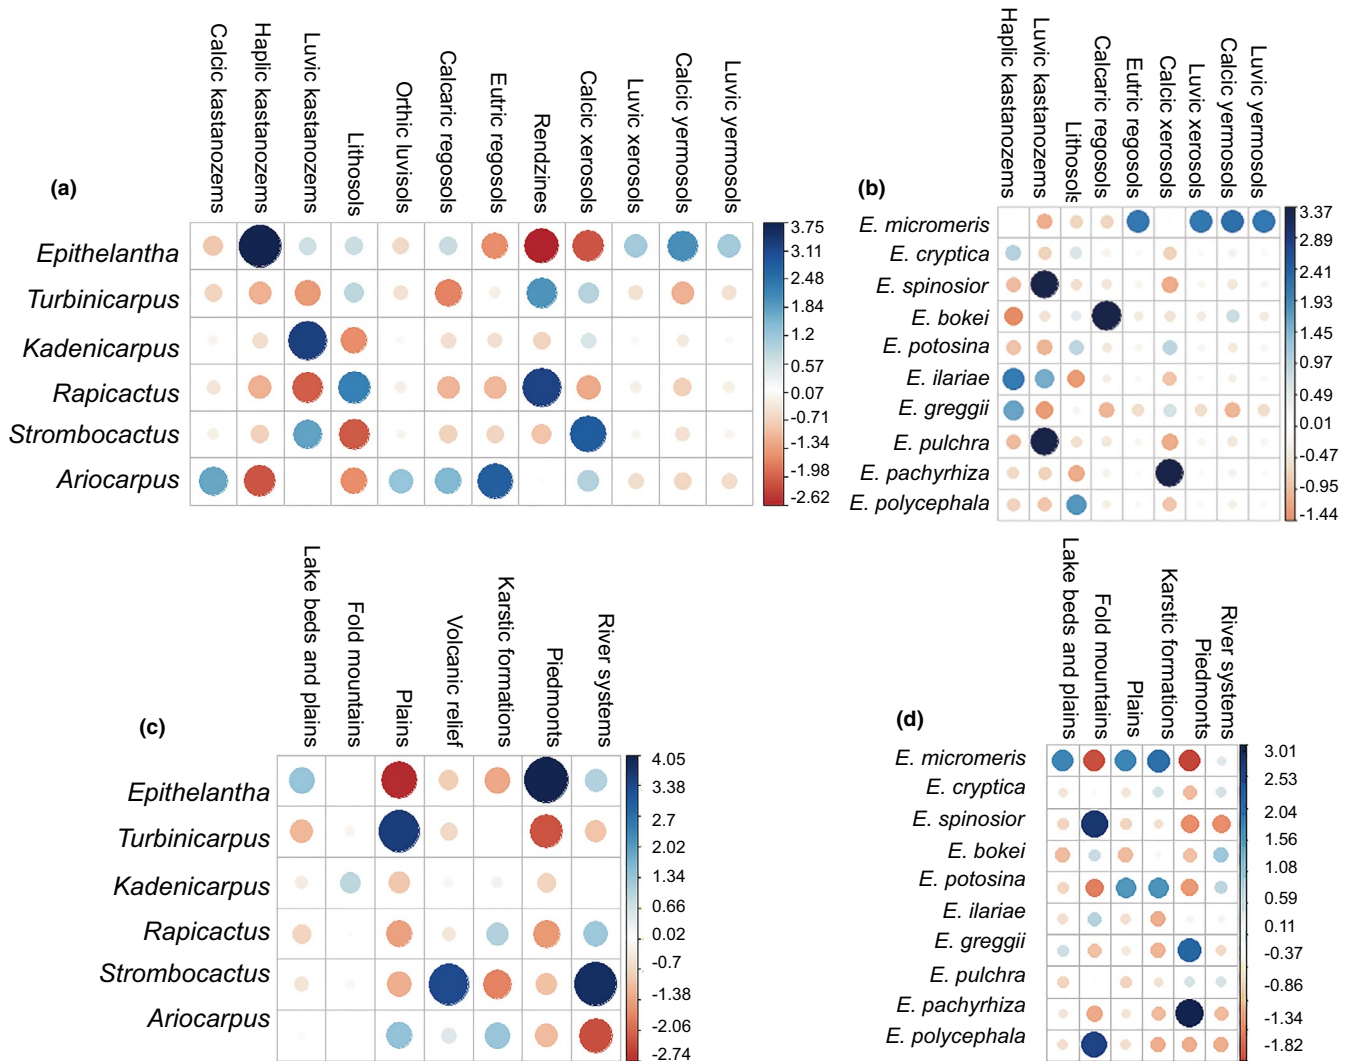 (a)
Calcic kastanozems
Haplic kastanozems
Luvic kastanozems
Lithosols
Orthic luvisols
Calcaric regosols
Eutric regosols
Rendzines
Calcic xerosols
Luvic xerosols
Calcic yermosols
Luvic yermosols
Epithelantha
Turbinicarpus
Kadenicarpus
Rapicactus
Strombocactus
Ariocarpus
3.75
3.11
2.48
1.84
1.2
0.57
0.07
-0.71
-1.34
-1.98
-2.62
(b)
Haplic kastanozems
Luvic kastanozems
Lithosols
Calcaric regosols
Eutric regosols
Calcic xerosols
Luvic xerosols
Calcic yermosols
Luvic yermosols
E. micromeris
E. cryptica
E. spinosior
E. bokei
E. potosina
E. ilariae
E. greggii
E. pulchra
E. pachyrhiza
E. polycephala
3.37
2.89
2.41
1.93
1.45
0.97
0.49
0.01
-0.47
-0.95
-1.44
(c)
Lake beds and plains
Fold mountains
Plains
Volcanic relief
Karstic formations
Piedmonts
River systems
Epithelantha
Turbinicarpus
Kadenicarpus
Rapicactus
Strombocactus
Ariocarpus
4.05
3.38
2.7
2.02
1.34
0.66
0.02
-0.7
-1.38
-2.06
-2.74
(d)
Lake beds and plains
Fold mountains
Plains
Karstic formations
Piedmonts
River systems
E. micromeris
E. cryptica
E. spinosior
E. bokei
E. potosina
E. ilariae
E. greggii
E. pulchra
E. pachyrhiza
E. polycephala
3.01
2.53
2.04
1.56
1.08
0.59
0.11
-0.37
-0.86
-1.34
-1.82